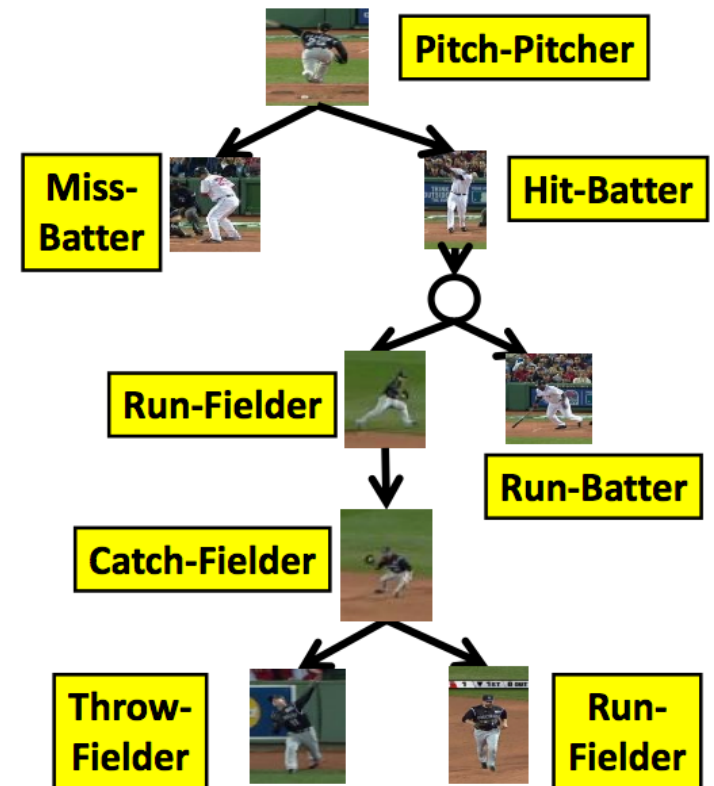 Pitch-Pitcher
Miss-
Batter
Hit-Batter
Run-Fielder
Run-Batter
Catch-Fielder
Throw-
Fielder
Run-
Fielder